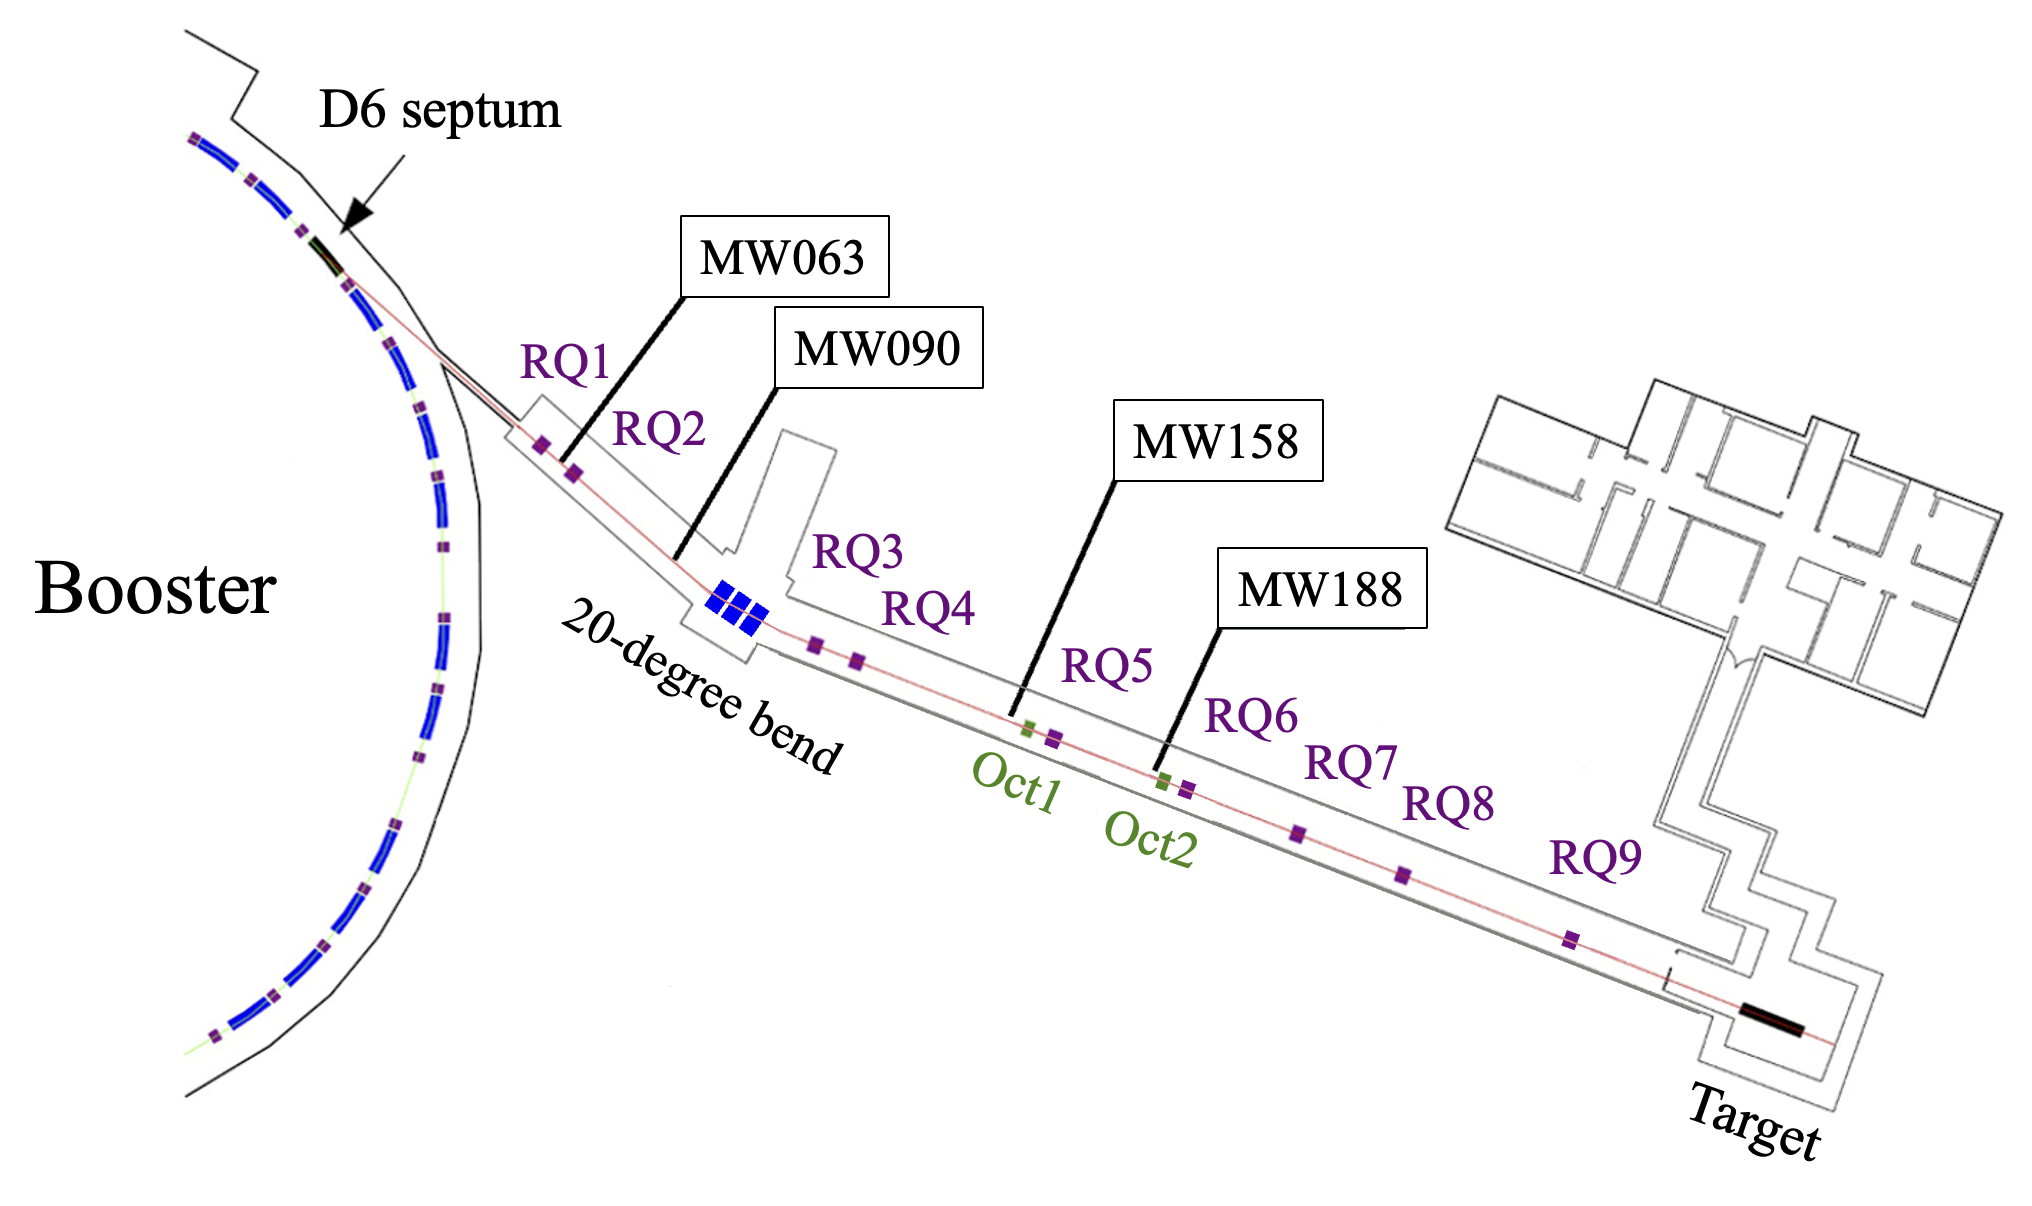 D6 septum
MW063
MW090
RQ1
RQ2
MW158
RQ3
MW188
Booster
RQ4
20-degree bend
RQ5
RQ6
Oct1
RQ7
RQ8
Oct2
RQ9
Target